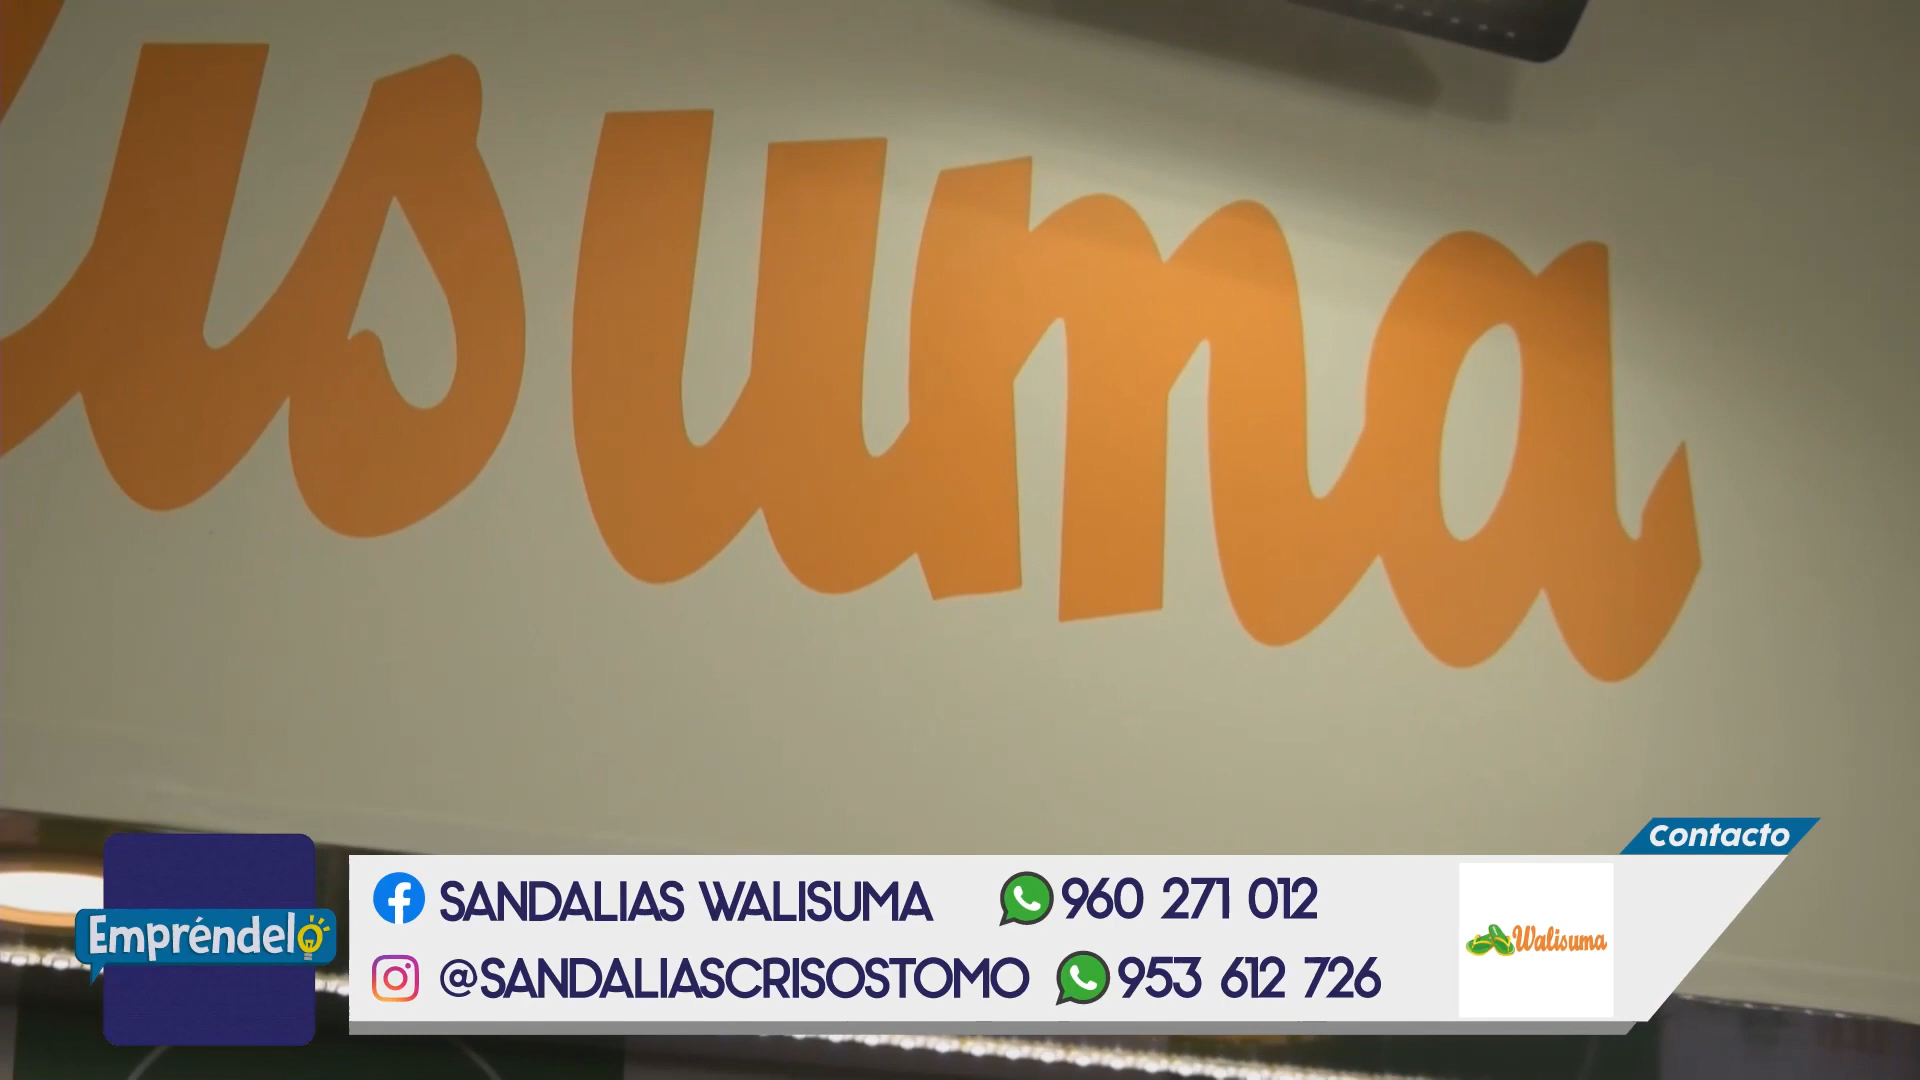 isuma
Contacto
SANDALIAS WALISUMA
960 271 012
Empréndelo
Walisuma
@SANDALIASCRISOSTOMO
953 612 726